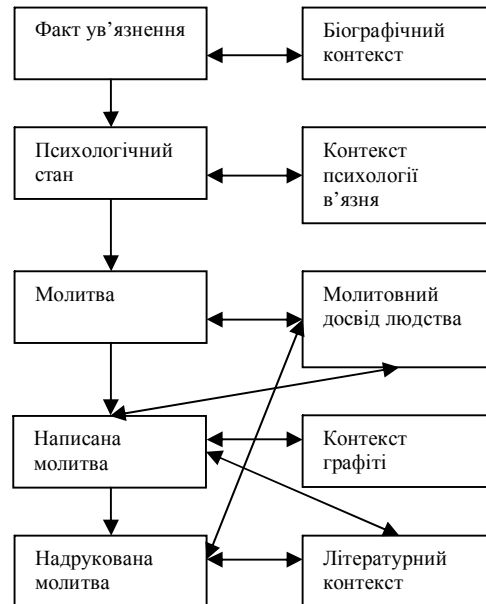 Факт ув’язнення
Біографічний
контекст
Психологічний
стан
Контекст
психології
в’язня
Молитва
Молитовний
досвід людства
Написана
молитва
Контекст
графіті
Надрукована
молитва
Літературний
контекст